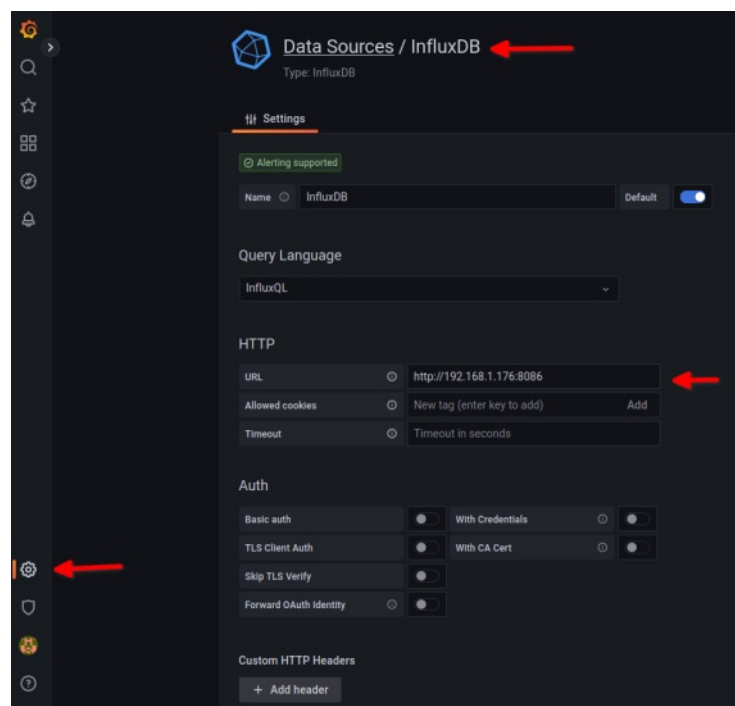 Data Sources / InfluxDB
Type: InfluxDB
Settings
Alerting supported
Name InfluxDB Default
Query Language
InfluxQL
HTTP
URL http://192.168.1.176:8086
Allowed cookies New tag (enter key to add) Add
Timeout Timeout in seconds
Auth
Basic auth With Credentials
TLS Client Auth With CA Cert
Skip TLS Verify
Forward OAuth Identity
Custom HTTP Headers
+ Add header